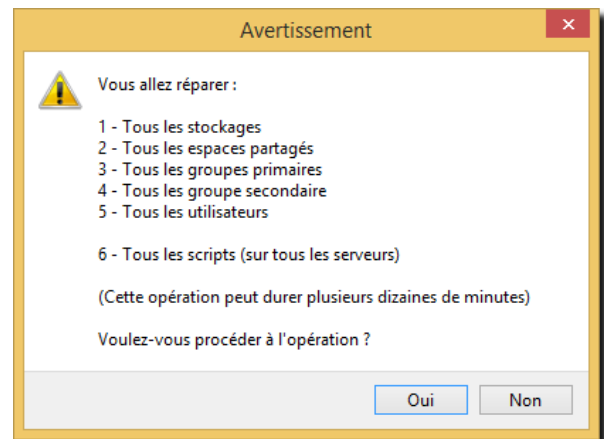 Avertissement
Vous allez réparer :
1 - Tous les stockages
2 - Tous les espaces partagés
3 - Tous les groupes primaires
4 - Tous les groupe secondaire
5 - Tous les utilisateurs
6 - Tous les scripts (sur tous les serveurs)
(Cette opération peut durer plusieurs dizaines de minutes)
Voulez-vous procéder à l'opération ?
Oui Non